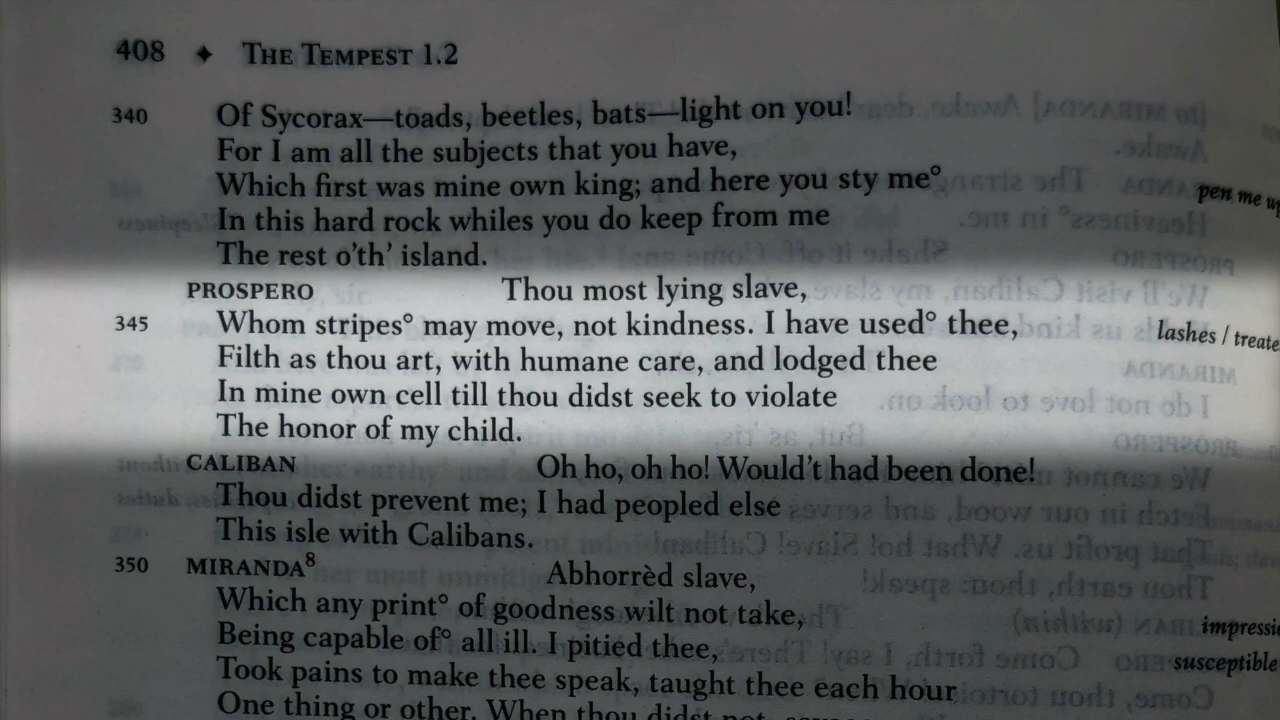 408 ✦ THE TEMPEST 1.2
340 Of Sycorax—toads, beetles, bats—light on you!
For I am all the subjects that you have,
Which first was mine own king; and here you sty me° pen me up
In this hard rock whiles you do keep from me
The rest o'th' island.
PROSPERO Thou most lying slave,
345 Whom stripes° may move, not kindness. I have used° thee, lashes / treate
Filth as thou art, with humane care, and lodged thee
In mine own cell till thou didst seek to violate
The honor of my child.
CALIBAN Oh ho, oh ho! Would't had been done!
Thou didst prevent me; I had peopled else
This isle with Calibans.
350 MIRANDA⁸ Abhorrèd slave,
Which any print° of goodness wilt not take, impressi
Being capable of° all ill. I pitied thee, susceptible
Took pains to make thee speak, taught thee each hour
One thing or other. When thou didst not,